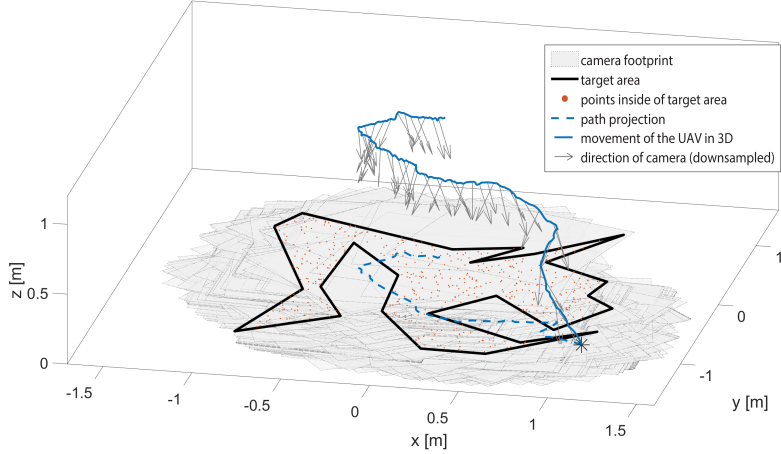 camera footprint
target area
points inside of target area
path projection
movement of the UAV in 3D
direction of camera (downsampled)
1
0.5
0
z [m]
-1.5
-1
-0.5
0
0.5
1
1.5
x [m]
1
0
-1
y [m]